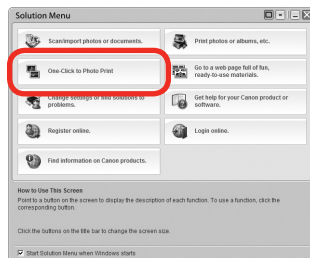 Solution Menu
Scan/Import photos or documents.
Print photos or albums, etc.
One-Click to Photo Print
Go to a web page full of fun,
ready-to-use materials.
Change settings or find solutions to
problems.
Get help for your Canon product or
software.
Register online.
Login online.
Find information on Canon products.
How to Use This Screen
Point to a button on the screen to display the description of each function. To use a function, click the
corresponding button.
Click the buttons on the title bar to change the screen size.
Start Solution Menu when Windows starts